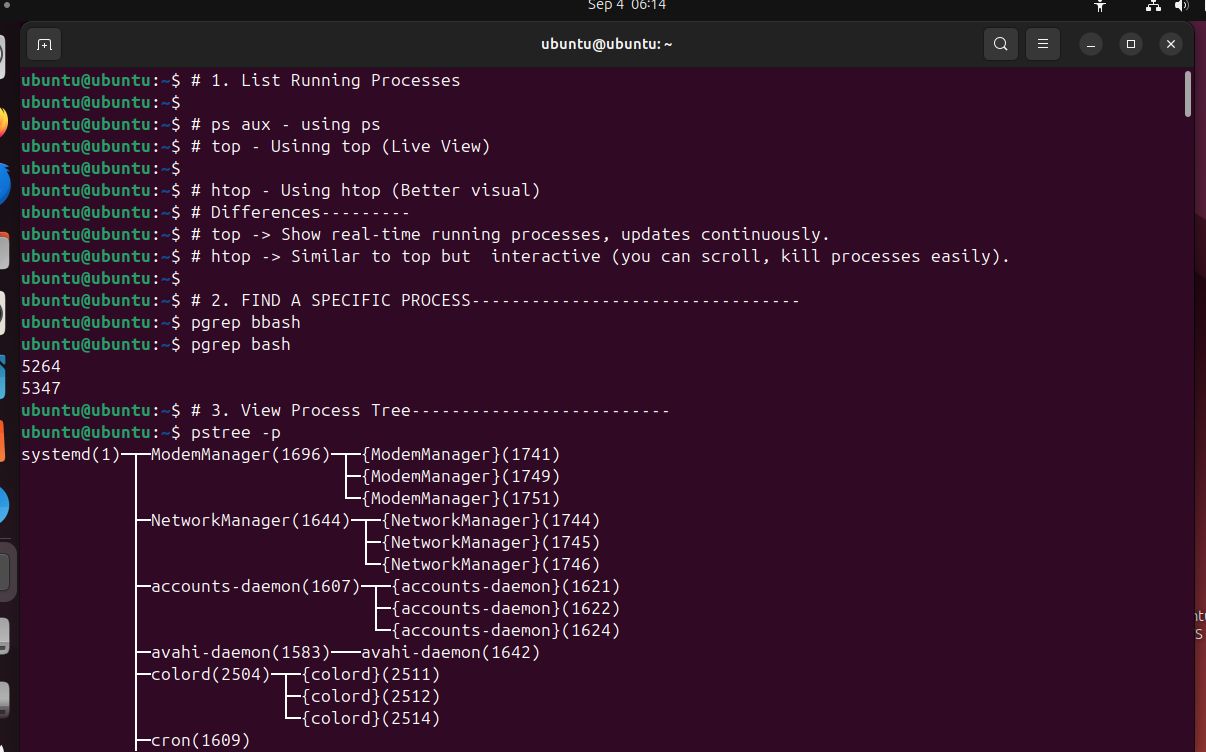 Sep 4 06:14
ubuntu@ubuntu: ~
ubuntu@ubuntu:~$ # 1. List Running Processes
ubuntu@ubuntu:~$
ubuntu@ubuntu:~$ # ps aux - using ps
ubuntu@ubuntu:~$ # top - Usinng top (Live View)
ubuntu@ubuntu:~$
ubuntu@ubuntu:~$ # htop - Using htop (Better visual)
ubuntu@ubuntu:~$ # Differences---------
ubuntu@ubuntu:~$ # top -> Show real-time running processes, updates continuously.
ubuntu@ubuntu:~$ # htop -> Similar to top but  interactive (you can scroll, kill processes easily).
ubuntu@ubuntu:~$
ubuntu@ubuntu:~$ # 2. FIND A SPECIFIC PROCESS---------------------------------
ubuntu@ubuntu:~$ pgrep bbash
ubuntu@ubuntu:~$ pgrep bash
5264
5347
ubuntu@ubuntu:~$ # 3. View Process Tree--------------------------
ubuntu@ubuntu:~$ pstree -p
systemd(1)─┬─ModemManager(1696)─┬─{ModemManager}(1741)
           │                    ├─{ModemManager}(1749)
           │                    └─{ModemManager}(1751)
           ├─NetworkManager(1644)─┬─{NetworkManager}(1744)
           │                      ├─{NetworkManager}(1745)
           │                      └─{NetworkManager}(1746)
           ├─accounts-daemon(1607)─┬─{accounts-daemon}(1621)
           │                       ├─{accounts-daemon}(1622)
           │                       └─{accounts-daemon}(1624)
           ├─avahi-daemon(1583)───avahi-daemon(1642)
           ├─colord(2504)─┬─{colord}(2511)
           │              ├─{colord}(2512)
           │              └─{colord}(2514)
           ├─cron(1609)